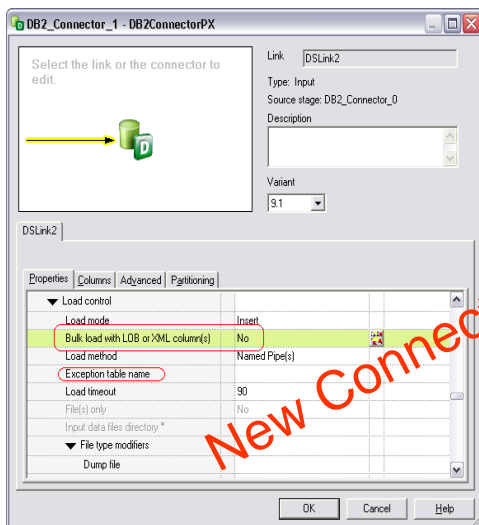 DB2_Connector_1 - DB2ConnectorPX
Select the link or the connector to
edit.
Link DSLink2
Type: Input
Source stage: DB2_Connector_0
Description
Variant
9.1
DSLink2
Properties Columns Advanced Partitioning
Load control
Load mode Insert
Bulk load with LOB or XML column(s) No
Load method Named Pipe(s)
Exception table name
Load timeout 90
File(s) only No
Input data files directory *
File type modifiers
Dump file
New
OK Cancel Help